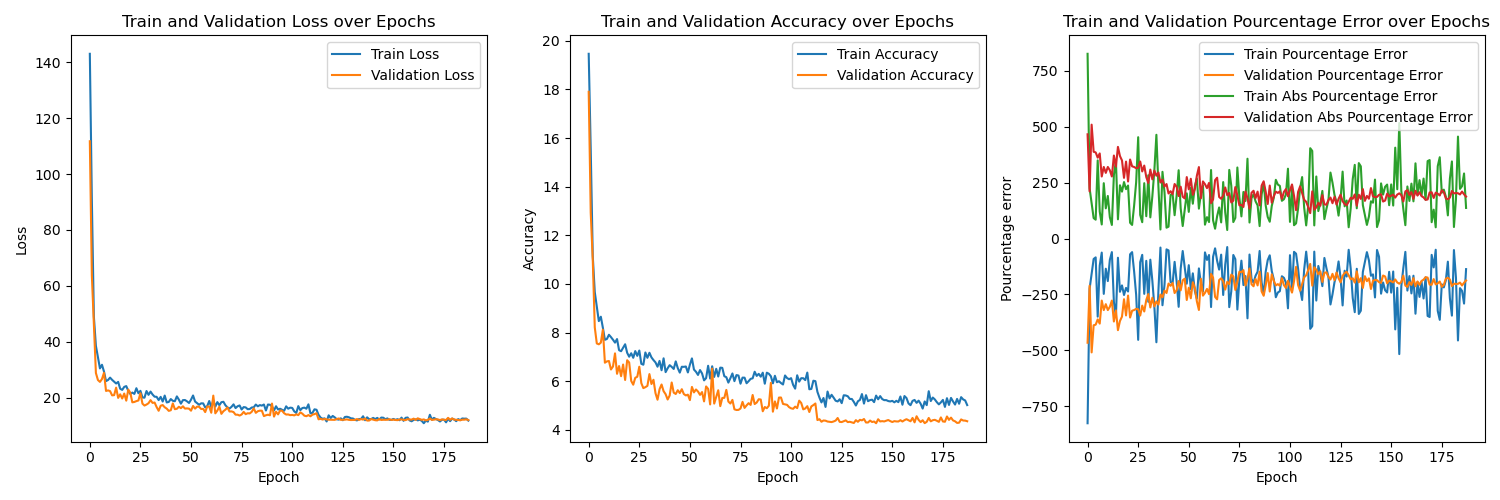 Train and Validation Loss over Epochs
Train Loss
Validation Loss
140
120
100
80
60
40
20
Loss
0 25 50 75 100 125 150 175
Epoch
Train and Validation Accuracy over Epochs
Train Accuracy
Validation Accuracy
20
18
16
14
12
10
8
6
4
Accuracy
0 25 50 75 100 125 150 175
Epoch
Train and Validation Pourcentage Error over Epochs
Train Pourcentage Error
Validation Pourcentage Error
Train Abs Pourcentage Error
Validation Abs Pourcentage Error
750
500
250
0
−250
−500
−750
Pourcentage error
0 25 50 75 100 125 150 175
Epoch